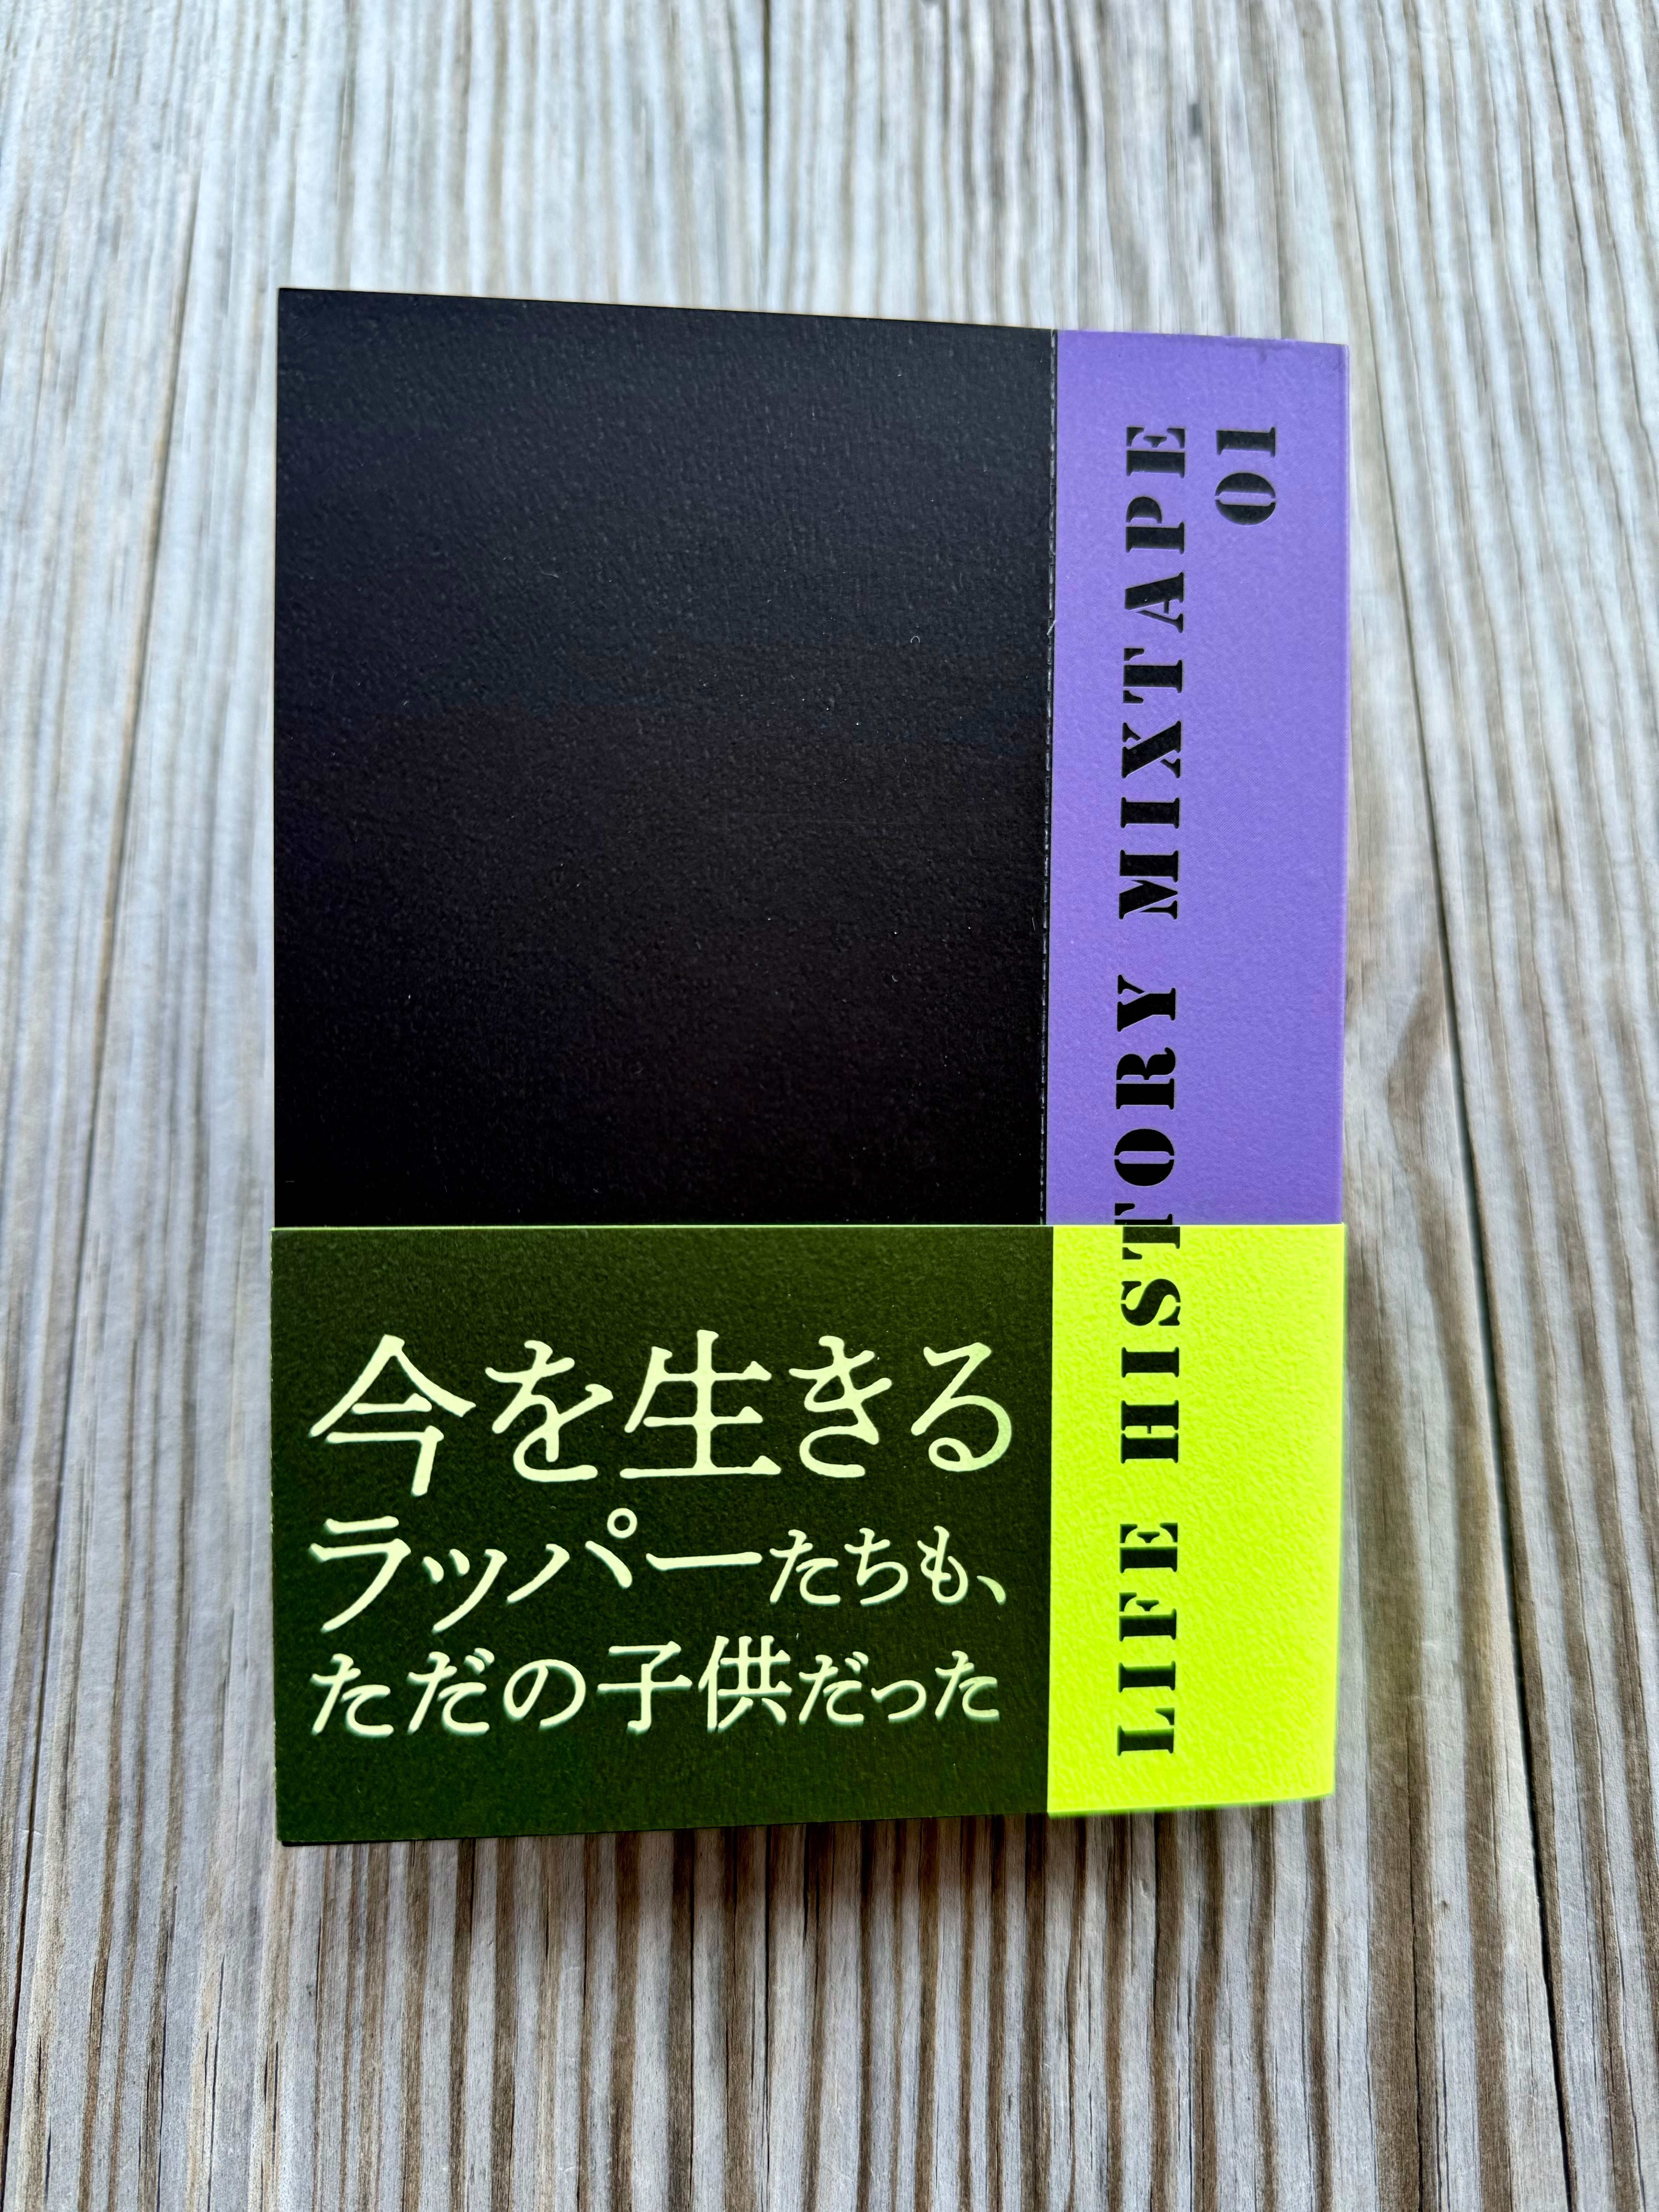 LIFE HISTORY MIXTAPE
01
今を生きる
ラッパーたちも、
ただの子供だった